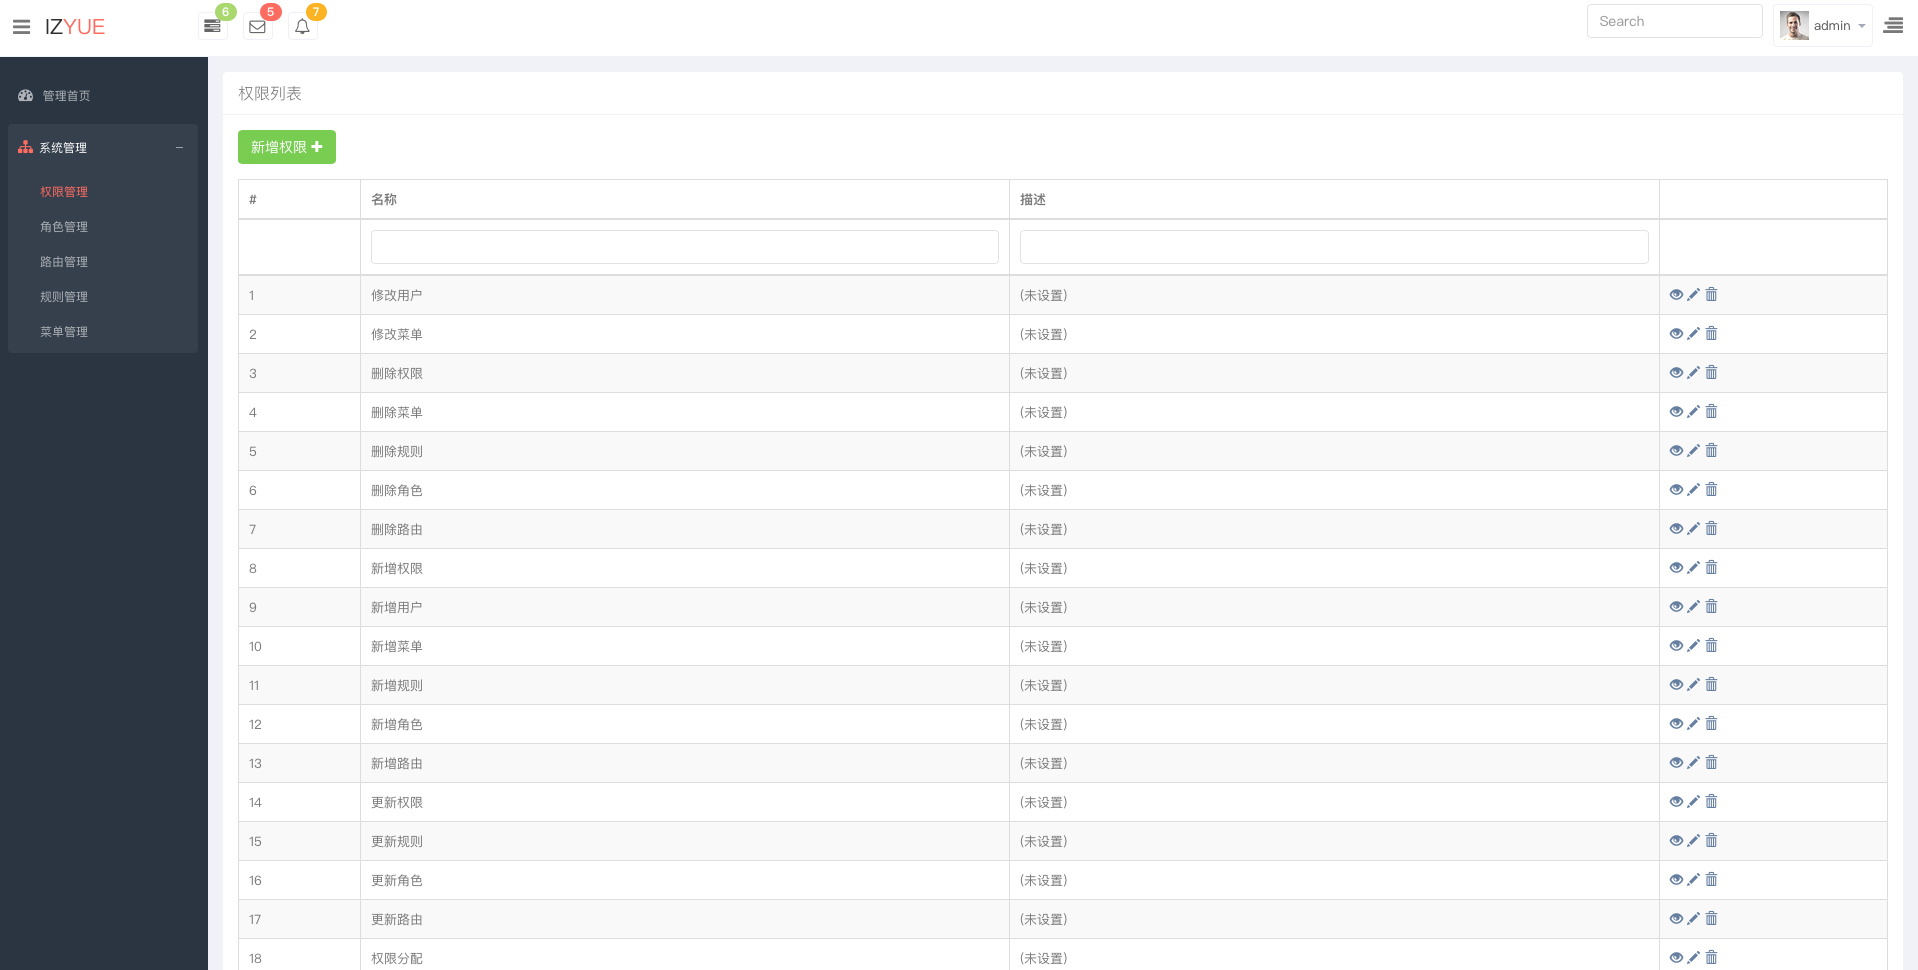 IZYUE
6
5
7
Search
admin
管理首页
系统管理
权限管理
角色管理
路由管理
规则管理
菜单管理
权限列表
新增权限
# 名称 描述
1 修改用户 (未设置)
2 修改菜单 (未设置)
3 删除权限 (未设置)
4 删除菜单 (未设置)
5 删除规则 (未设置)
6 删除角色 (未设置)
7 删除路由 (未设置)
8 新增权限 (未设置)
9 新增用户 (未设置)
10 新增菜单 (未设置)
11 新增规则 (未设置)
12 新增角色 (未设置)
13 新增路由 (未设置)
14 更新权限 (未设置)
15 更新规则 (未设置)
16 更新角色 (未设置)
17 更新路由 (未设置)
18 权限分配 (未设置)